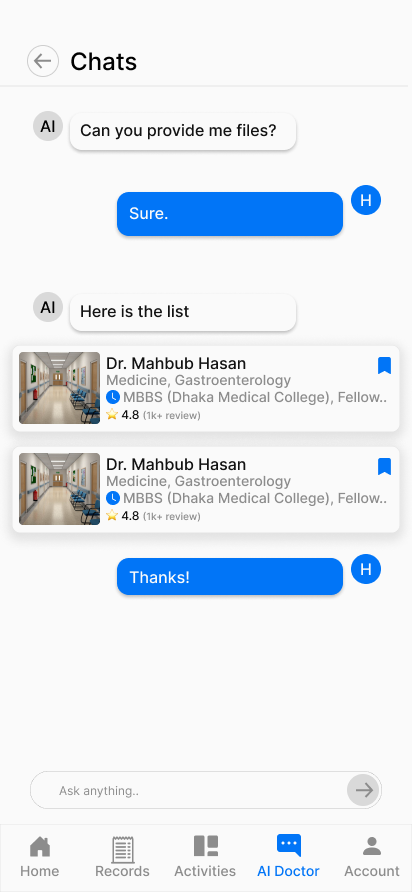 Chats
AI
Can you provide me files?
Sure.
H
AI
Here is the list
Dr. Mahbub Hasan
Medicine, Gastroenterology
MBBS (Dhaka Medical College), Fellow..
4.8 (1k+ review)
Dr. Mahbub Hasan
Medicine, Gastroenterology
MBBS (Dhaka Medical College), Fellow..
4.8 (1k+ review)
Thanks!
H
Ask anything..
Home Records Activities AI Doctor Account